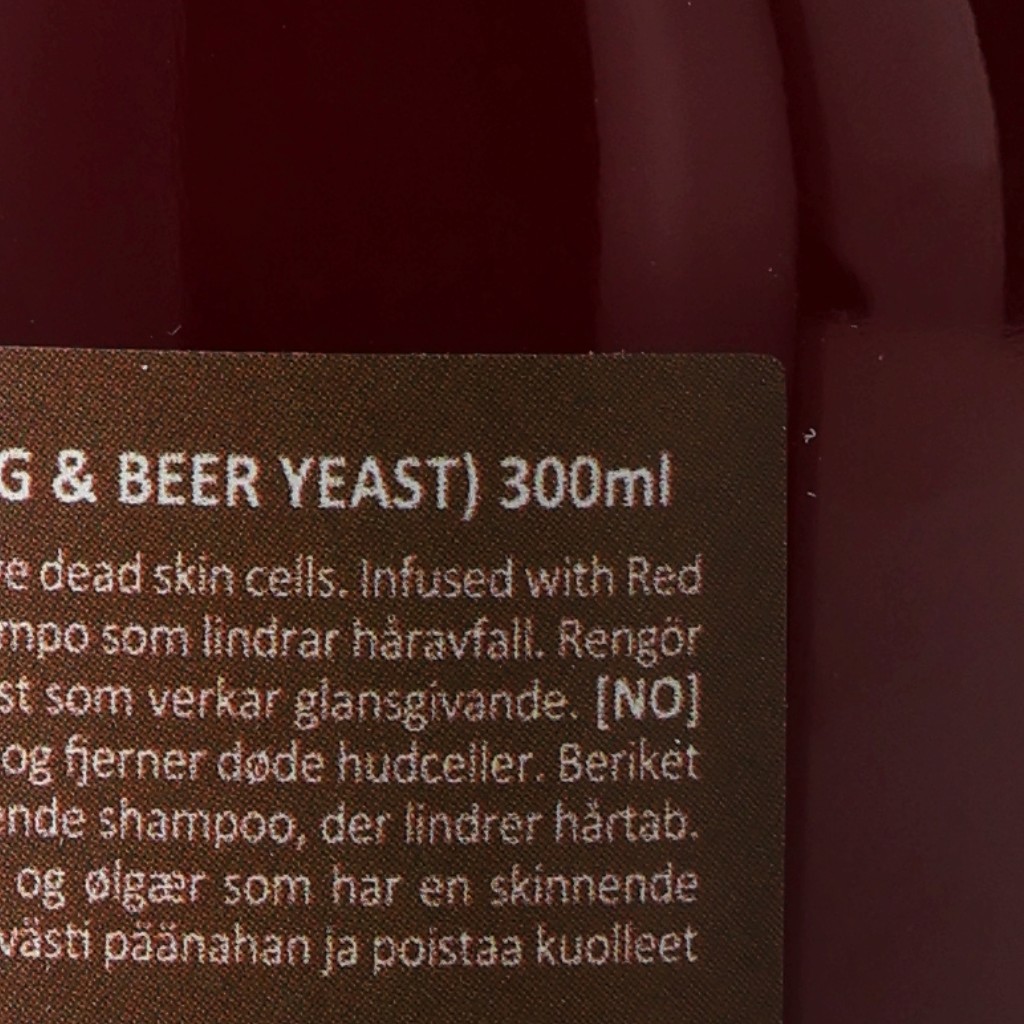 G & BEER YEAST) 300ml
ve dead skin cells. Infused with Red
mpo som lindrar håravfall. Rengör
st som verkar glansgivande. [NO]
og fjerner døde hudceller. Beriket
ende shampoo, der lindrer hårtab.
og ølgær som har en skinnende
västi päänahan ja poistaa kuolleet